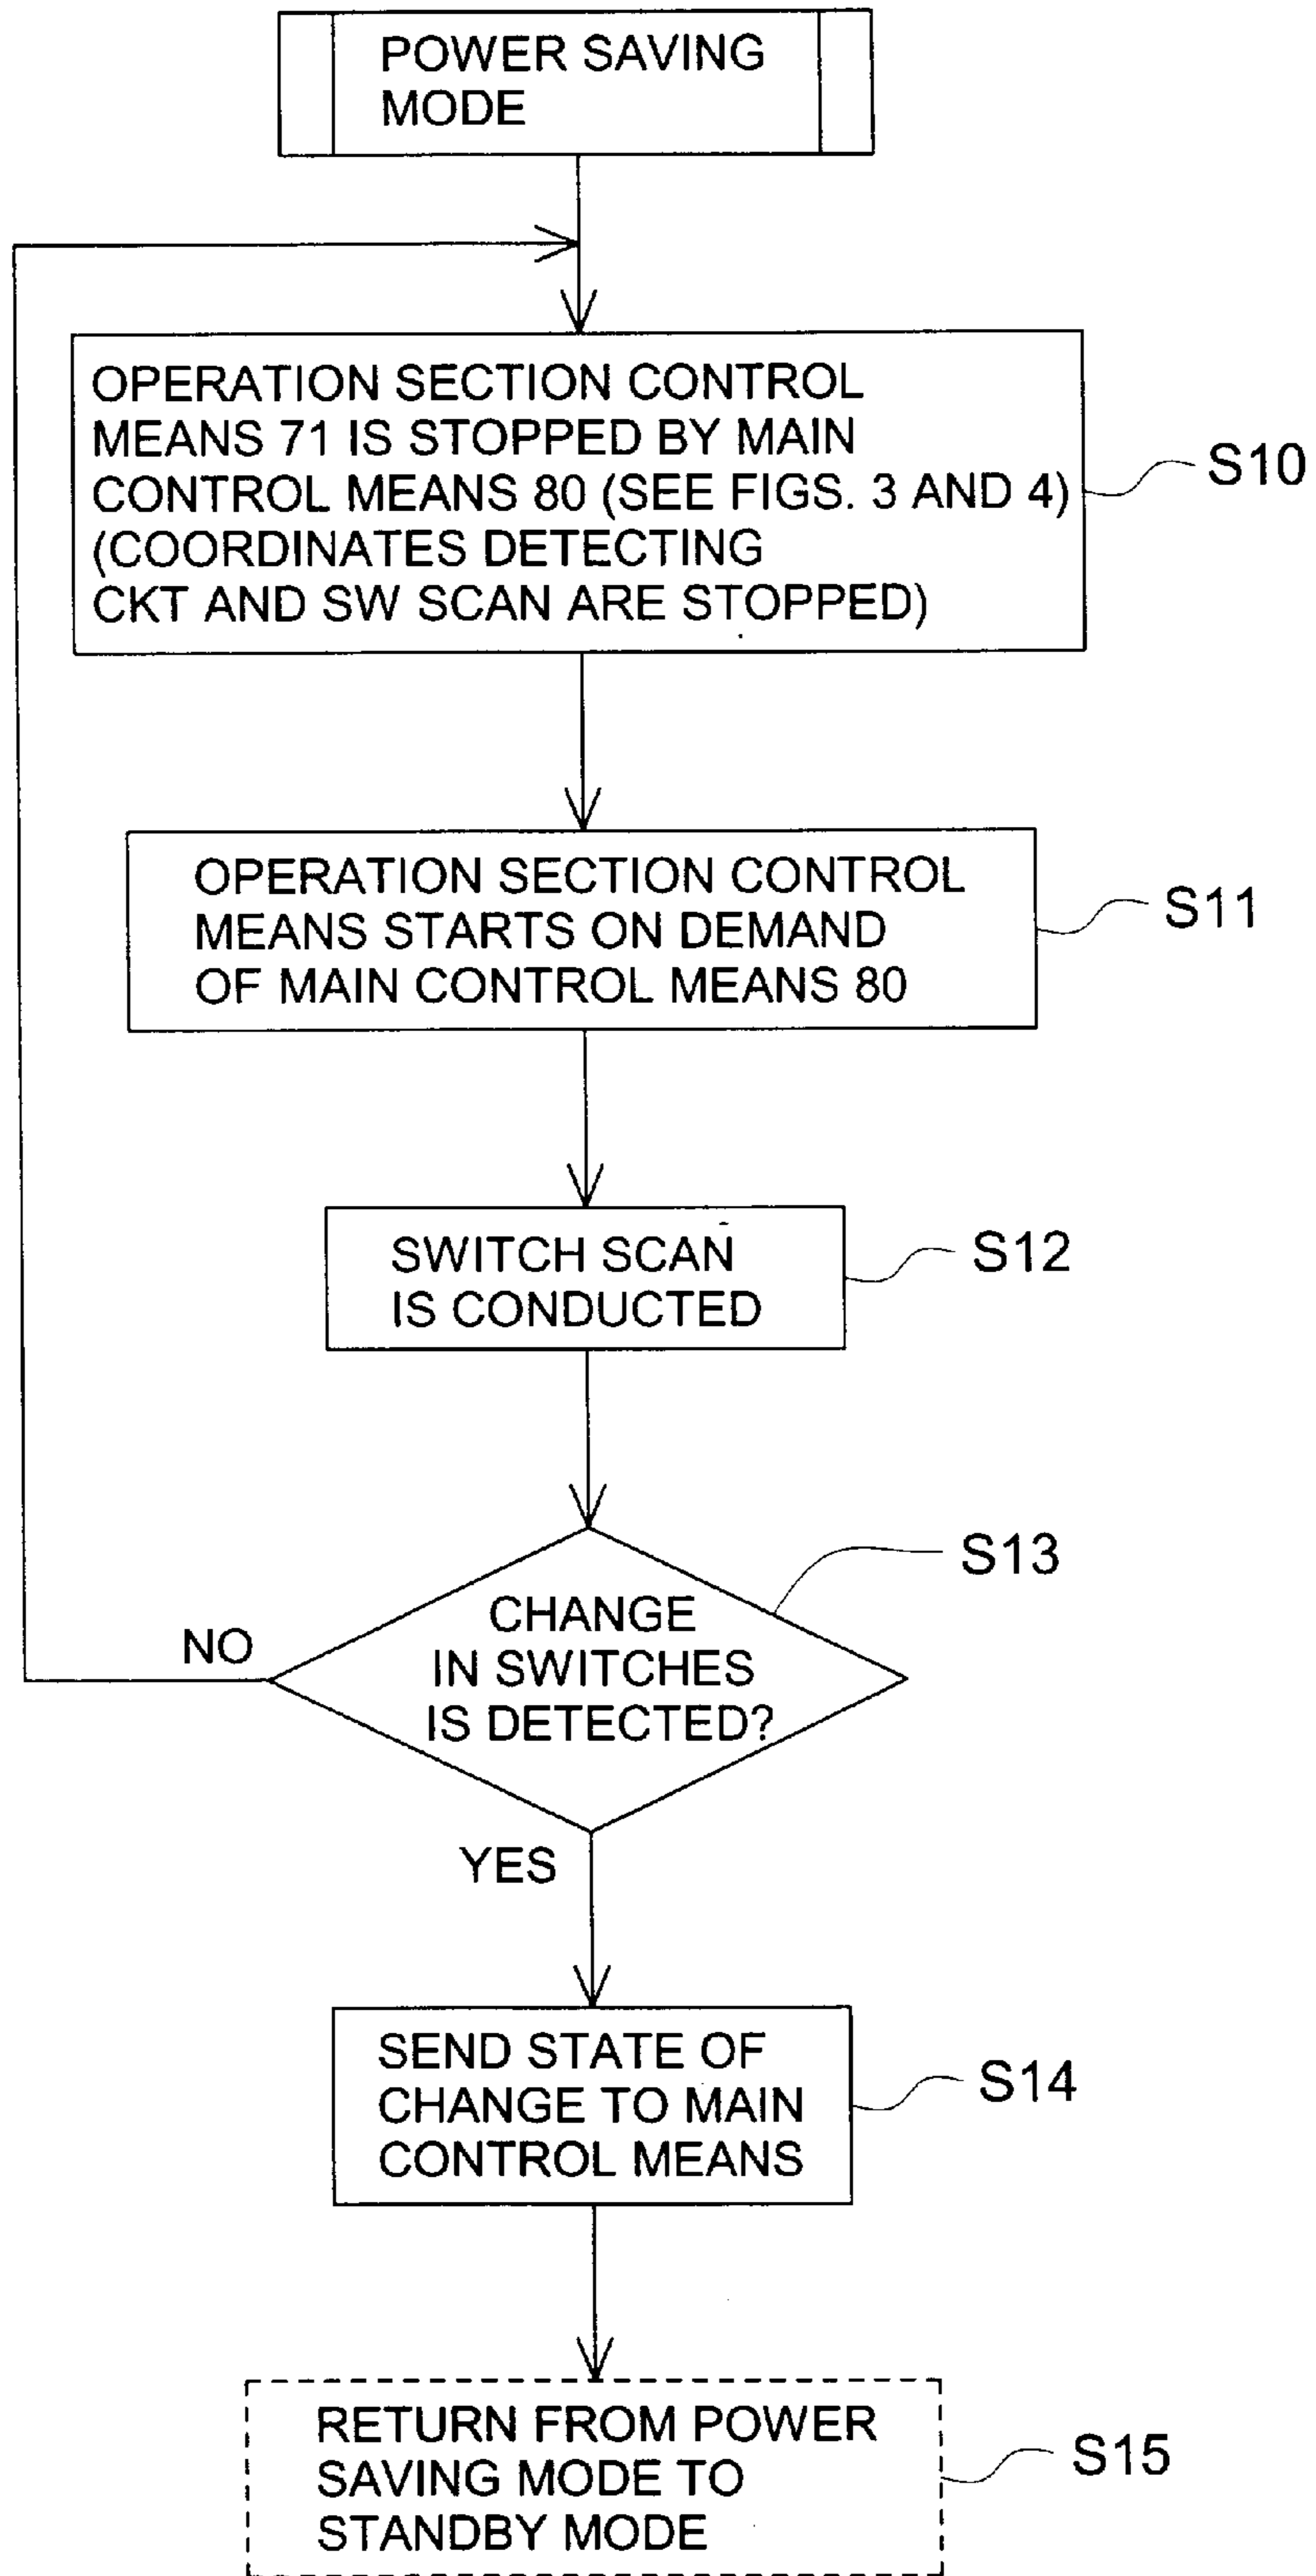 POWER SAVING
MODE
OPERATION SECTION CONTROL
MEANS 71 IS STOPPED BY MAIN
CONTROL MEANS 80 (SEE FIGS. 3 AND 4)
(COORDINATES DETECTING
CKT AND SW SCAN ARE STOPPED)
S10
OPERATION SECTION CONTROL
MEANS STARTS ON DEMAND
OF MAIN CONTROL MEANS 80
S11
SWITCH SCAN
IS CONDUCTED
S12
CHANGE
IN SWITCHES
IS DETECTED?
S13
NO
YES
SEND STATE OF
CHANGE TO MAIN
CONTROL MEANS
S14
RETURN FROM POWER
SAVING MODE TO
STANDBY MODE
S15